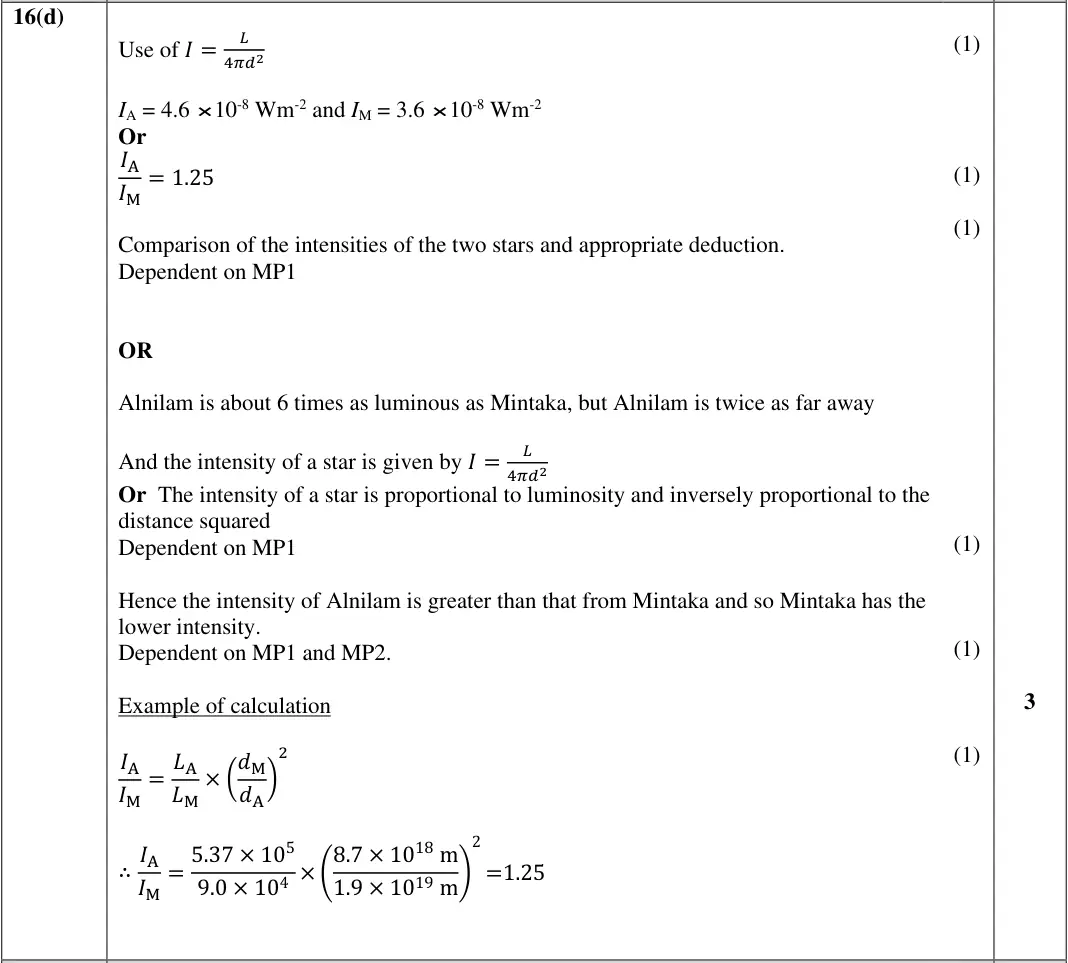 16(d)
Use of I = L/4πd² (1)
I_A = 4.6 ×10⁻⁸ Wm⁻² and I_M = 3.6 ×10⁻⁸ Wm⁻²
Or
I_A/I_M = 1.25 (1)
(1)
Comparison of the intensities of the two stars and appropriate deduction.
Dependent on MP1
OR
Alnilam is about 6 times as luminous as Mintaka, but Alnilam is twice as far away
And the intensity of a star is given by I = L/4πd²
Or The intensity of a star is proportional to luminosity and inversely proportional to the
distance squared
Dependent on MP1 (1)
Hence the intensity of Alnilam is greater than that from Mintaka and so Mintaka has the
lower intensity.
Dependent on MP1 and MP2. (1)
Example of calculation 3
I_A/I_M = L_A/L_M × (d_M/d_A)² (1)
∴ I_A/I_M = 5.37 × 10⁵/9.0 × 10⁴ × (8.7 × 10¹⁸ m/1.9 × 10¹⁹ m)² =1.25